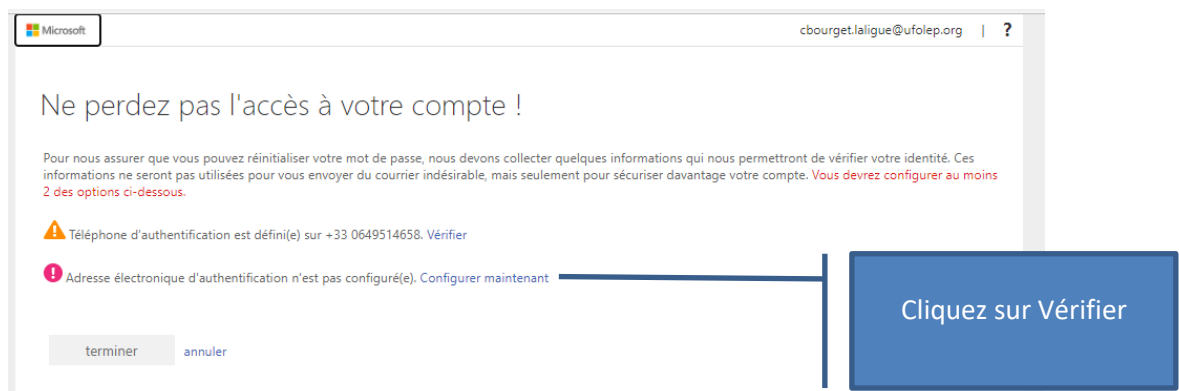 Microsoft
cbourget.laligue@ufolep.org | ?
Ne perdez pas l'accès à votre compte !
Pour nous assurer que vous pouvez réinitialiser votre mot de passe, nous devons collecter quelques informations qui nous permettront de vérifier votre identité. Ces
informations ne seront pas utilisées pour vous envoyer du courrier indésirable, mais seulement pour sécuriser davantage votre compte. Vous devrez configurer au moins
2 des options ci-dessous.
Téléphone d'authentification est défini(e) sur +33 0649514658. Vérifier
Adresse électronique d'authentification n'est pas configuré(e). Configurer maintenant
Cliquez sur Vérifier
terminer annuler